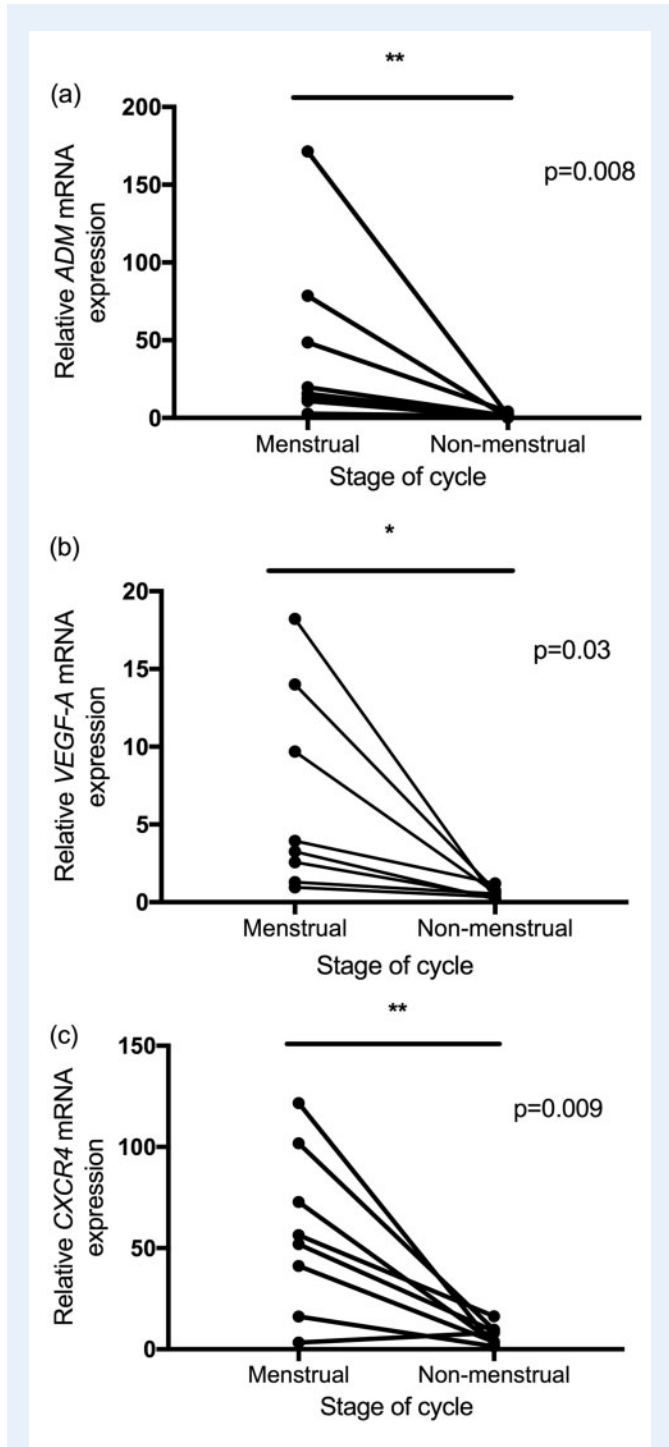 (a)
**
200
150
100
50
0
Relative ADM mRNA
expression
p=0.008
Menstrual Non-menstrual
Stage of cycle
(b)
*
20
15
10
5
0
Relative VEGF-A mRNA
expression
p=0.03
Menstrual Non-menstrual
Stage of cycle
(c)
**
150
100
50
0
Relative CXCR4 mRNA
expression
p=0.009
Menstrual Non-menstrual
Stage of cycle